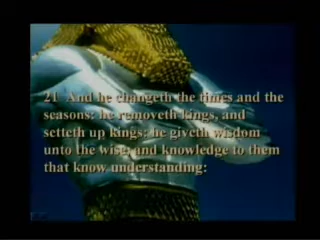 21 And he changeth the times and the
seasons: he removeth kings, and
setteth up kings: he giveth wisdom
unto the wise, and knowledge to them
that know understanding: